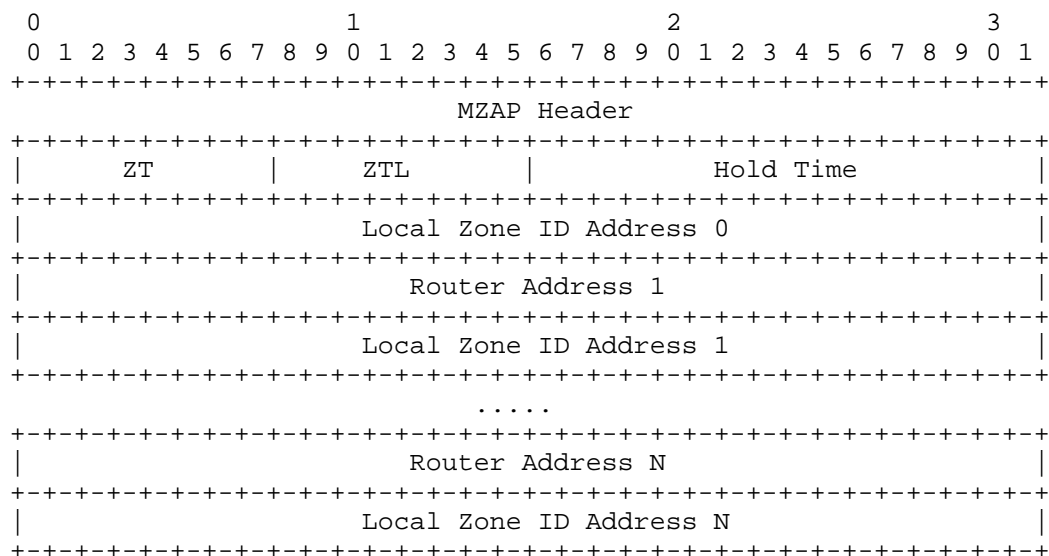 0                   1                   2                   3
 0 1 2 3 4 5 6 7 8 9 0 1 2 3 4 5 6 7 8 9 0 1 2 3 4 5 6 7 8 9 0 1
+-+-+-+-+-+-+-+-+-+-+-+-+-+-+-+-+-+-+-+-+-+-+-+-+-+-+-+-+-+-+-+-+
                            MZAP Header
+-+-+-+-+-+-+-+-+-+-+-+-+-+-+-+-+-+-+-+-+-+-+-+-+-+-+-+-+-+-+-+-+
|      ZT       |     ZTL       |           Hold Time           |
+-+-+-+-+-+-+-+-+-+-+-+-+-+-+-+-+-+-+-+-+-+-+-+-+-+-+-+-+-+-+-+-+
|                     Local Zone ID Address 0                   |
+-+-+-+-+-+-+-+-+-+-+-+-+-+-+-+-+-+-+-+-+-+-+-+-+-+-+-+-+-+-+-+-+
|                        Router Address 1                       |
+-+-+-+-+-+-+-+-+-+-+-+-+-+-+-+-+-+-+-+-+-+-+-+-+-+-+-+-+-+-+-+-+
|                     Local Zone ID Address 1                   |
+-+-+-+-+-+-+-+-+-+-+-+-+-+-+-+-+-+-+-+-+-+-+-+-+-+-+-+-+-+-+-+-+
                             .....
+-+-+-+-+-+-+-+-+-+-+-+-+-+-+-+-+-+-+-+-+-+-+-+-+-+-+-+-+-+-+-+-+
|                        Router Address N                       |
+-+-+-+-+-+-+-+-+-+-+-+-+-+-+-+-+-+-+-+-+-+-+-+-+-+-+-+-+-+-+-+-+
|                     Local Zone ID Address N                   |
+-+-+-+-+-+-+-+-+-+-+-+-+-+-+-+-+-+-+-+-+-+-+-+-+-+-+-+-+-+-+-+-+